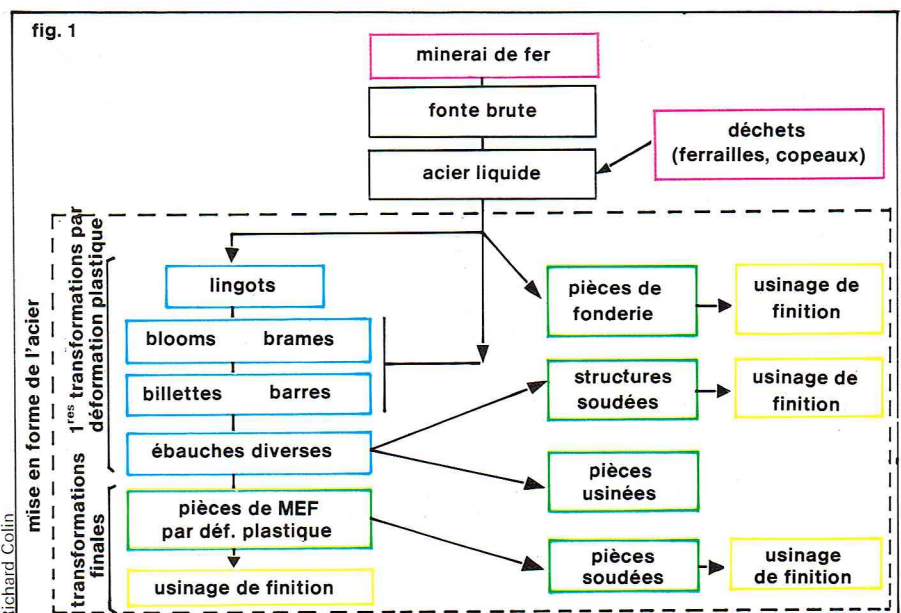 fig. 1
minerai de fer
fonte brute
acier liquide
déchets
(ferrailles, copeaux)
mise en forme de l'acier
1res transformations par
déformation plastique
lingots
blooms brames
billettes barres
ébauches diverses
pièces de
fonderie
usinage de
finition
structures
soudées
usinage de
finition
pièces
usinées
transformations
finales
pièces de MEF
par déf. plastique
usinage de finition
pièces
soudées
usinage
de finition
Richard Colin